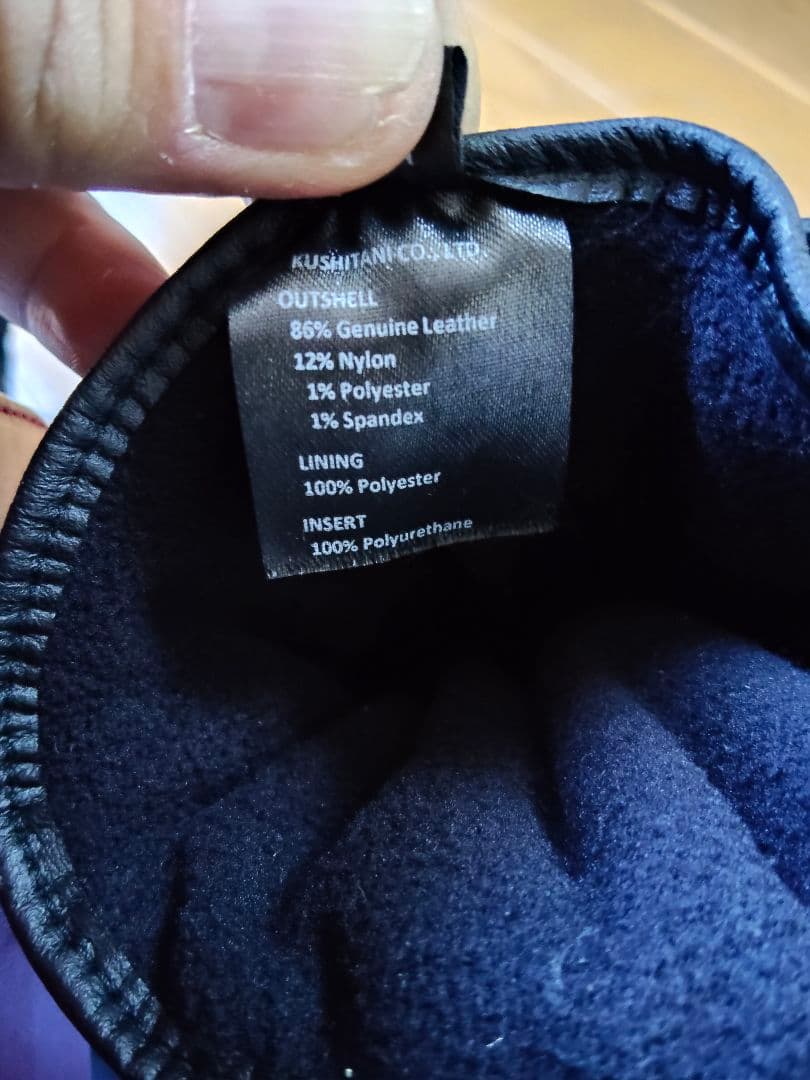 KUSHITANI CO., LTD.
OUTSHELL
86% Genuine Leather
12% Nylon
1% Polyester
1% Spandex
LINING
100% Polyester
INSERT
100% Polyurethane